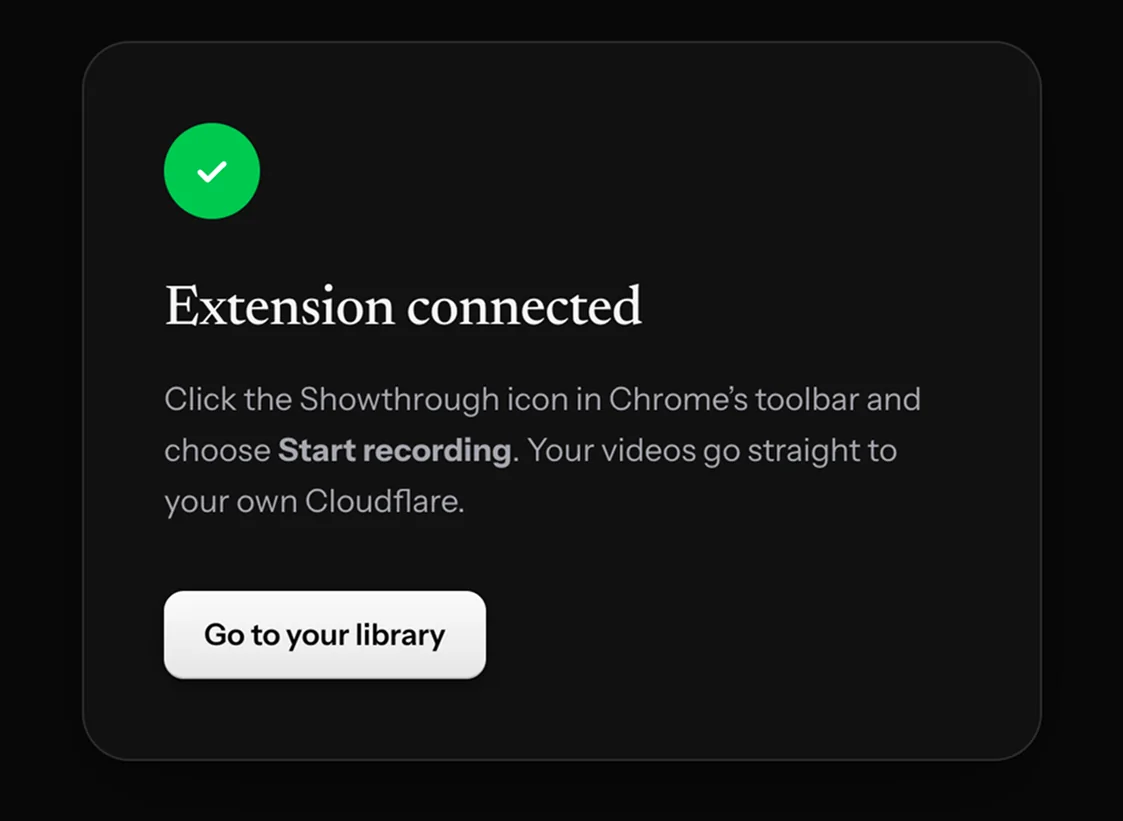 Extension connected
Click the Showthrough icon in Chrome’s toolbar and
choose Start recording. Your videos go straight to
your own Cloudflare.
Go to your library